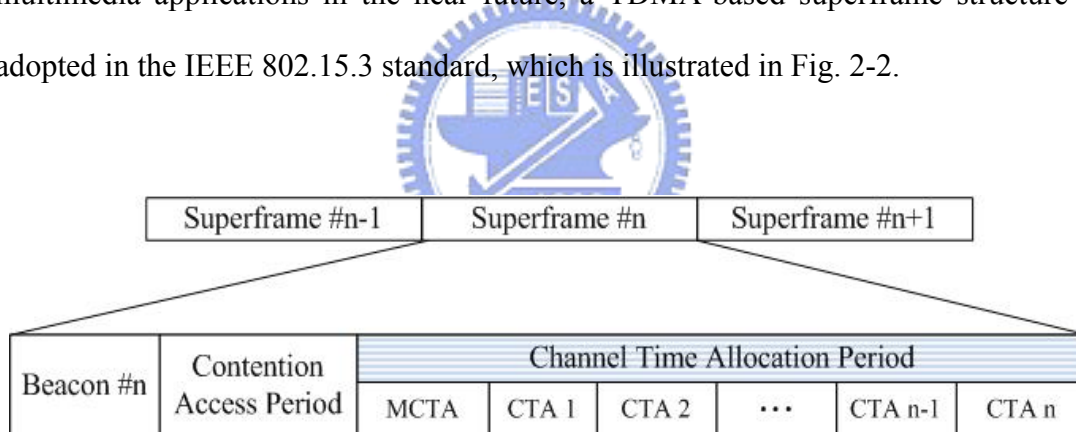 multimedia applications in the near future, a TDMA-based superframe structure
adopted in the IEEE 802.15.3 standard, which is illustrated in Fig. 2-2.
ES
Superframe #n-1 Superframe #n Superframe #n+1
Beacon #n
Contention
Access Period
Channel Time Allocation Period
MCTA CTA 1 CTA 2 ··· CTA n-1 CTA n